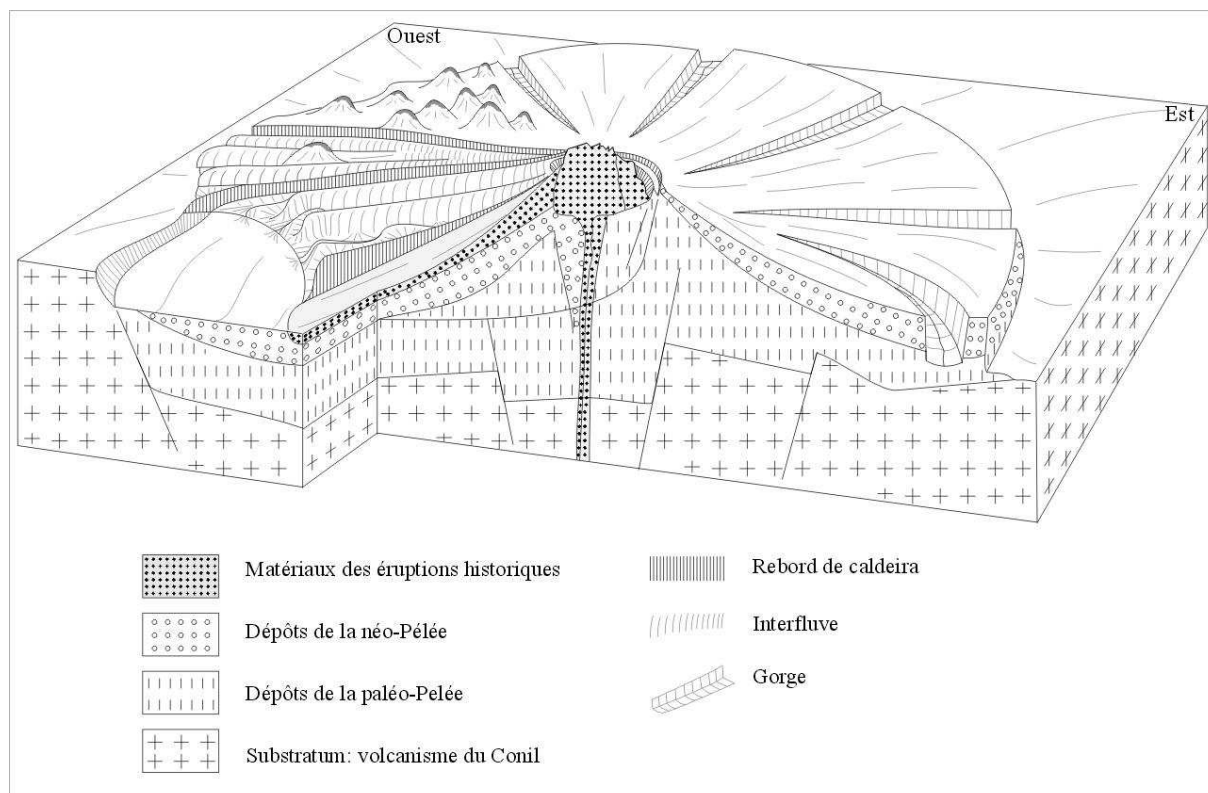 Ouest
Est
Matériaux des éruptions historiques
Dépôts de la néo-Pélée
Dépôts de la paléo-Pelée
Substratum: volcanisme du Conil
Rebord de caldeira
Interfluve
Gorge